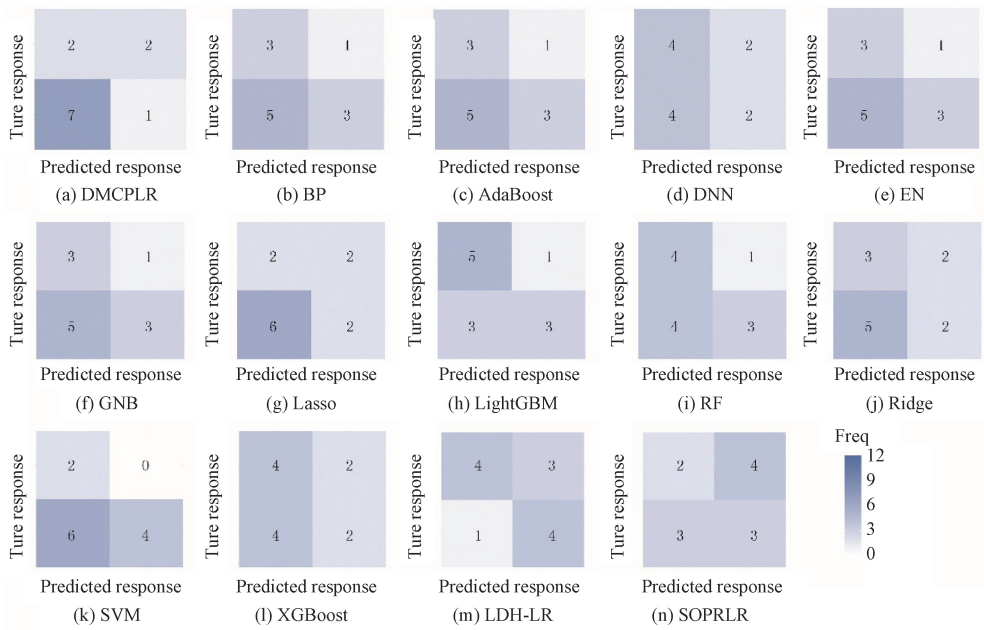 Ture response
2 2
7 1
Predicted response
(a) DMCPLR
Ture response
3 1
5 3
Predicted response
(b) BP
Ture response
3 1
5 3
Predicted response
(c) AdaBoost
Ture response
4 2
4 2
Predicted response
(d) DNN
Ture response
3 1
5 3
Predicted response
(e) EN
Ture response
3 1
5 3
Predicted response
(f) GNB
Ture response
2 2
6 2
Predicted response
(g) Lasso
Ture response
5 1
3 3
Predicted response
(h) LightGBM
Ture response
4 1
4 3
Predicted response
(i) RF
Ture response
3 2
5 2
Predicted response
(j) Ridge
Ture response
2 0
6 4
Predicted response
(k) SVM
Ture response
4 2
4 2
Predicted response
(l) XGBoost
Ture response
4 3
1 4
Predicted response
(m) LDH-LR
Ture response
2 4
3 3
Predicted response
(n) SOPRLR
Freq
12
9
6
3
0